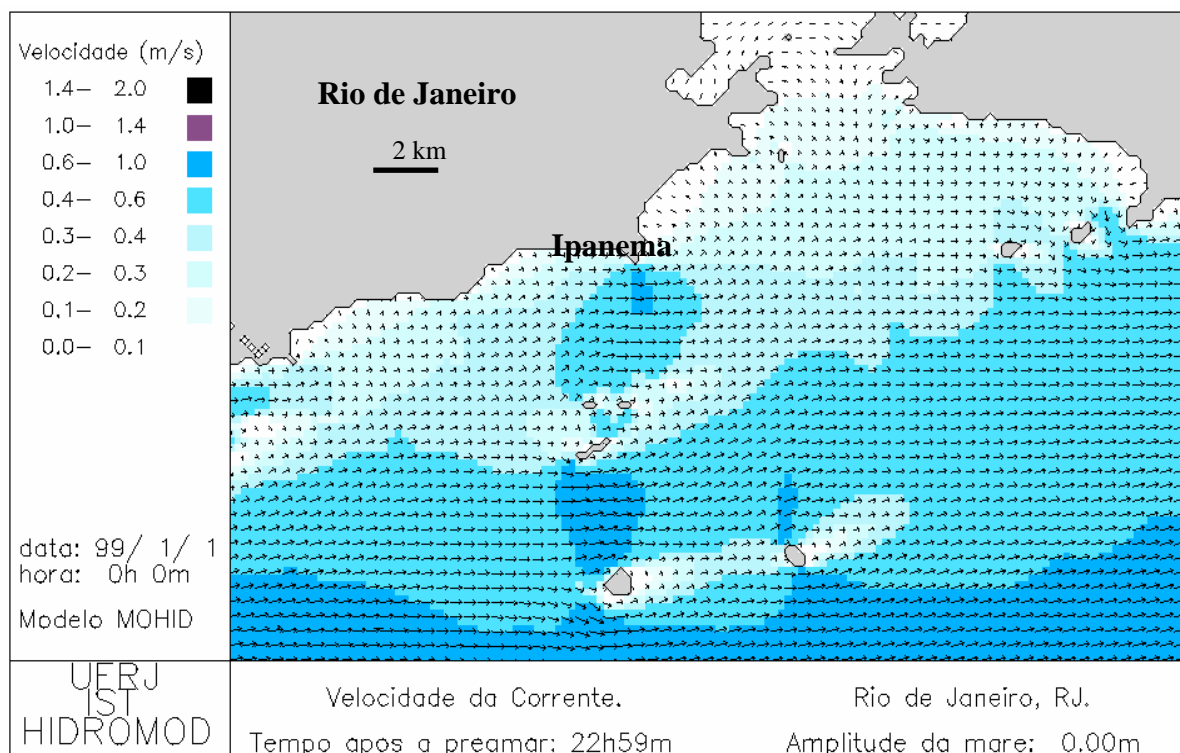 Velocidade (m/s)
1.4– 2.0
1.0– 1.4
0.6– 1.0
0.4– 0.6
0.3– 0.4
0.2– 0.3
0.1– 0.2
0.0– 0.1
Rio de Janeiro
2 km
Ipanema
data: 99/ 1/ 1
hora: 0h 0m
Modelo MOHID
UERJ
IST
HIDROMOD
Velocidade da Corrente.
Rio de Janeiro, RJ.
Tempo apos a preamar: 22h59m
Amplitude da mare: 0.00m